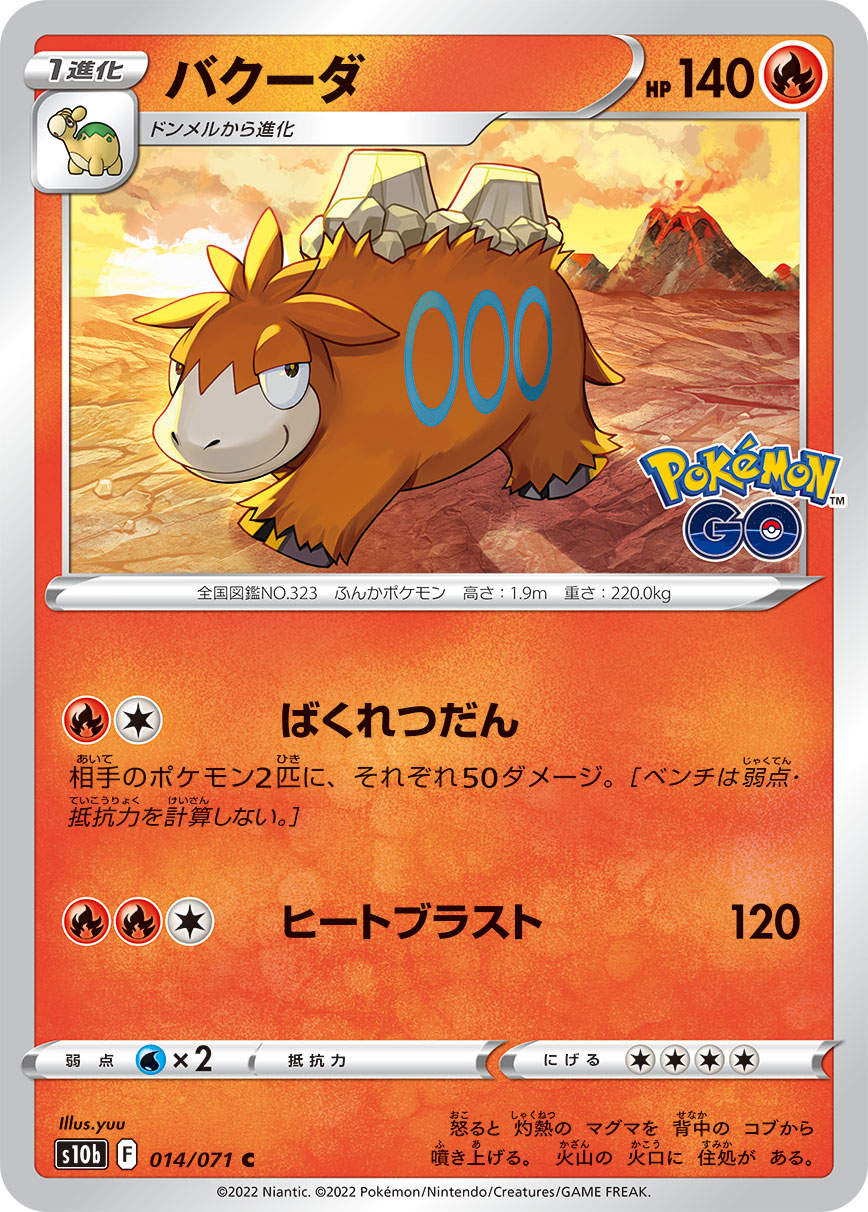 1進化
バクーダ
HP 140
ドンメルから進化
Pokémon
GO
TM
全国図鑑NO.323 ふんかポケモン 高さ:1.9m 重さ:220.0kg
ばくれつだん
あいて ひき じゃくてん
相手のポケモン2匹に、それぞれ50ダメージ。[ベンチは弱点・
ていこうりょく けいさん
抵抗力を計算しない。]
ヒートブラスト 120
弱点 ×2 抵抗力 にげる
Illus.yuu
おこ しゃくねつ せなか
怒ると 灼熱の マグマを 背中の コブから
ふ あ かざん かこう すみか
噴き上げる。 火山の 火口に 住処が ある。
s10b F 014/071 C
©2022 Niantic. ©2022 Pokémon/Nintendo/Creatures/GAME FREAK.